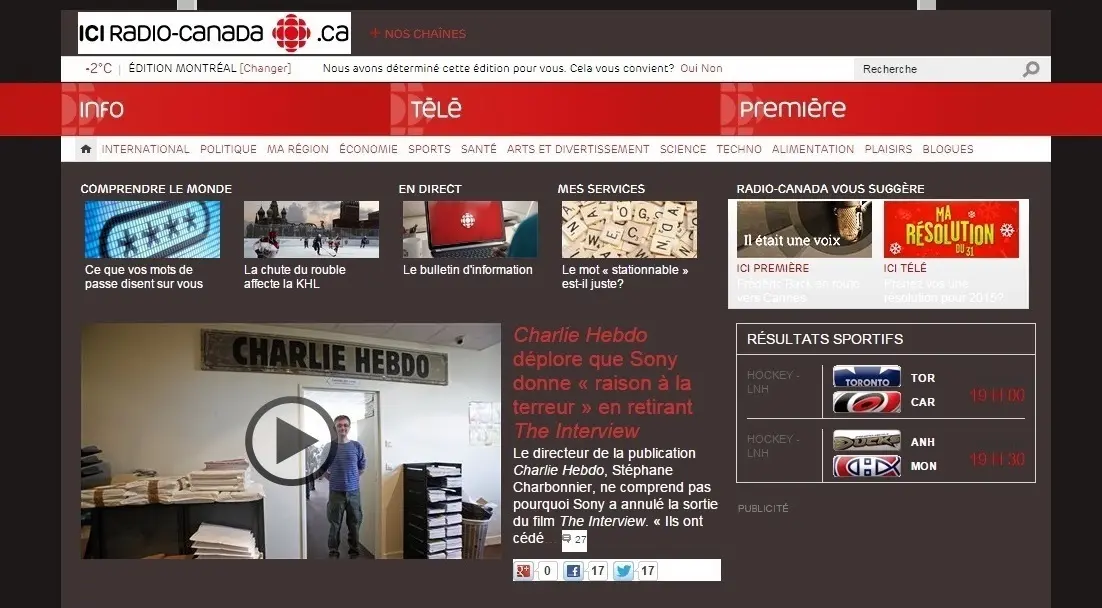 ICI RADIO-CANADA .ca
+ NOS CHAÎNES
-2°C | ÉDITION MONTRÉAL [Changer] Nous avons déterminé cette édition pour vous. Cela vous convient? Oui Non
Recherche
INFO
TÉLÉ
PREMIÈRE
INTERNATIONAL POLITIQUE MA RÉGION ÉCONOMIE SPORTS SANTÉ ARTS ET DIVERTISSEMENT SCIENCE TECHNO ALIMENTATION PLAISIRS BLOGUES
COMPRENDRE LE MONDE
Ce que vos mots de
passe disent sur vous
La chute du rouble
affecte la KHL
EN DIRECT
Le bulletin d'information
MES SERVICES
Le mot « stationnable »
est-il juste?
RADIO-CANADA VOUS SUGGÈRE
Il était une voix
ICI PREMIÈRE
Frédéric Back en route
vers Cannes
MA
RÉSOLUTION
DU 31
ICI TÉLÉ
Prenez-vos une
résolution pour 2015?
CHARLIE HEBDO
Charlie Hebdo
déplore que Sony
donne « raison à la
terreur » en retirant
The Interview
Le directeur de la publication
Charlie Hebdo, Stéphane
Charbonnier, ne comprend pas
pourquoi Sony a annulé la sortie
du film The Interview. « Ils ont
cédé ... 27
0 17 17
RÉSULTATS SPORTIFS
HOCKEY -
LNH
TORONTO
TOR
CAR
19 H 00
HOCKEY -
LNH
DUCKS
ANH
MON
19 H 30
PUBLICITÉ